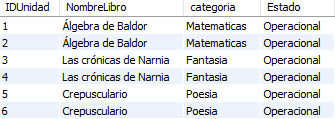 IDUnidad NombreLibro categoria Estado
1 Álgebra de Baldor Matematicas Operacional
2 Álgebra de Baldor Matematicas Operacional
3 Las crónicas de Narnia Fantasia Operacional
4 Las crónicas de Narnia Fantasia Operacional
5 Crepusculario Poesia Operacional
6 Crepusculario Poesia Operacional